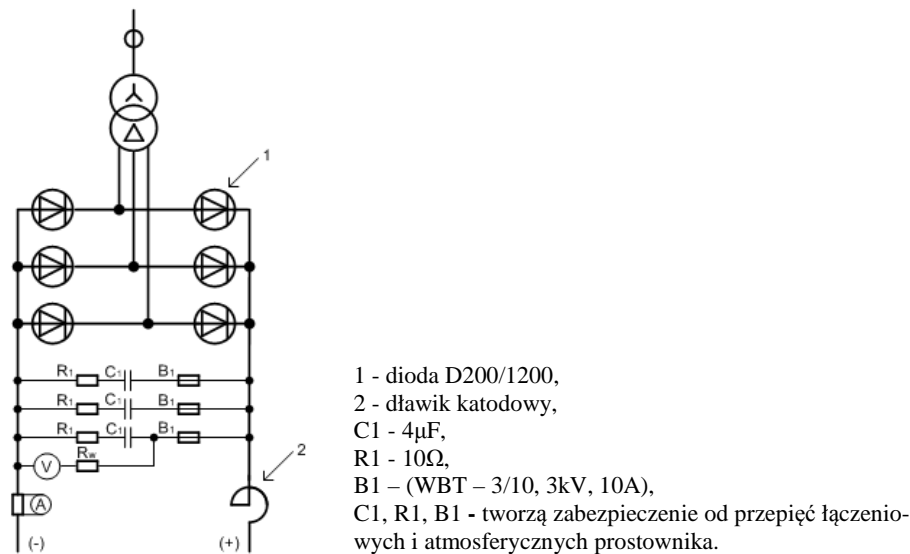 1
R1 C1 B1
R1 C1 B1
R1 C1 B1
Rw
V
2
A
(-) (+)
1 - dioda D200/1200,
2 - dławik katodowy,
C1 - 4μF,
R1 - 10Ω,
B1 – (WBT – 3/10, 3kV, 10A),
C1, R1, B1 - tworzą zabezpieczenie od przepięć łączenio-
wych i atmosferycznych prostownika.